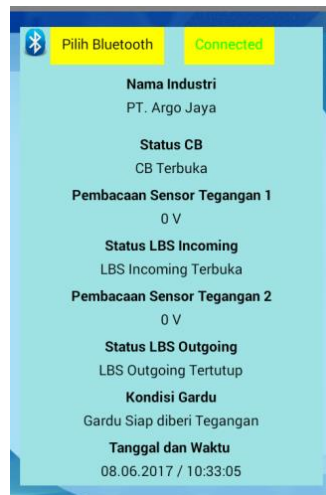 Pilih Bluetooth
Connected
Nama Industri
PT. Argo Jaya
Status CB
CB Terbuka
Pembacaan Sensor Tegangan 1
0 V
Status LBS Incoming
LBS Incoming Terbuka
Pembacaan Sensor Tegangan 2
0 V
Status LBS Outgoing
LBS Outgoing Tertutup
Kondisi Gardu
Gardu Siap diberi Tegangan
Tanggal dan Waktu
08.06.2017 / 10:33:05